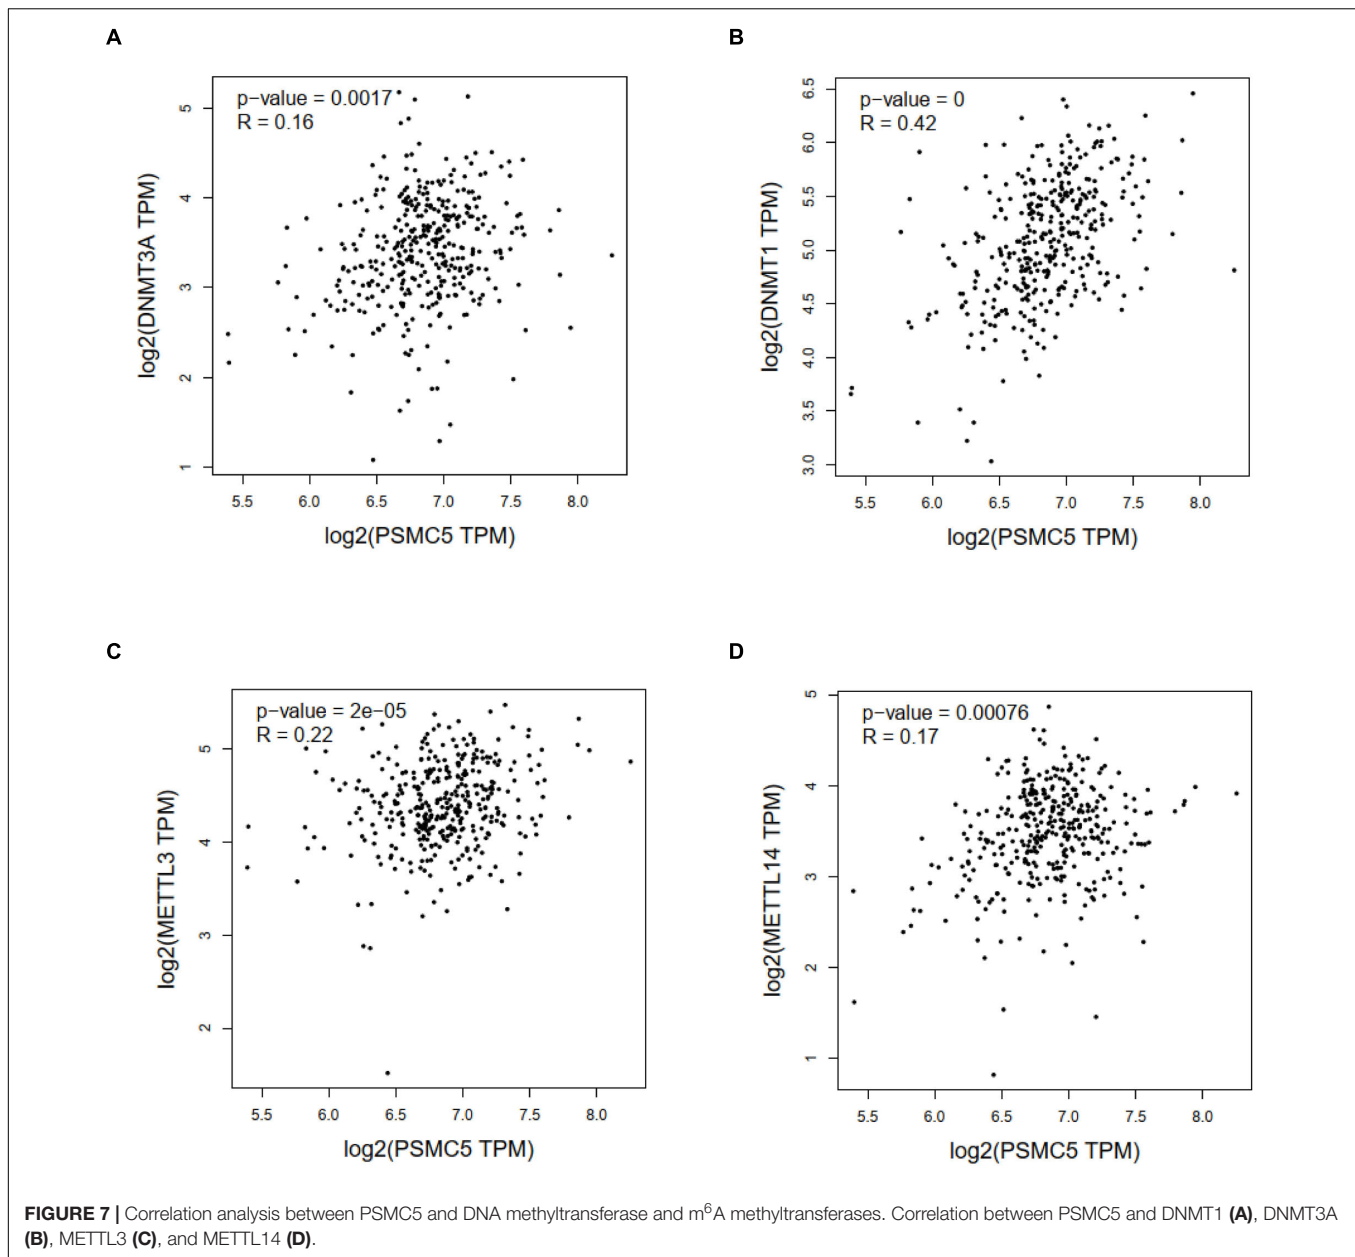 A
p-value = 0.0017
R = 0.16
5
4
3
2
1
log2(DNMT3A TPM)
5.5 6.0 6.5 7.0 7.5 8.0
log2(PSMC5 TPM)
B
p-value = 0
R = 0.42
6.5
6.0
5.5
5.0
4.5
4.0
3.5
3.0
log2(DNMT1 TPM)
5.5 6.0 6.5 7.0 7.5 8.0
log2(PSMC5 TPM)
C
p-value = 2e-05
R = 0.22
5
4
3
2
log2(METTL3 TPM)
5.5 6.0 6.5 7.0 7.5 8.0
log2(PSMC5 TPM)
D
p-value = 0.00076
R = 0.17
5
4
3
2
1
log2(METTL14 TPM)
5.5 6.0 6.5 7.0 7.5 8.0
log2(PSMC5 TPM)
FIGURE 7 | Correlation analysis between PSMC5 and DNA methyltransferase and m⁶A methyltransferases. Correlation between PSMC5 and DNMT1 (A), DNMT3A
(B), METTL3 (C), and METTL14 (D).